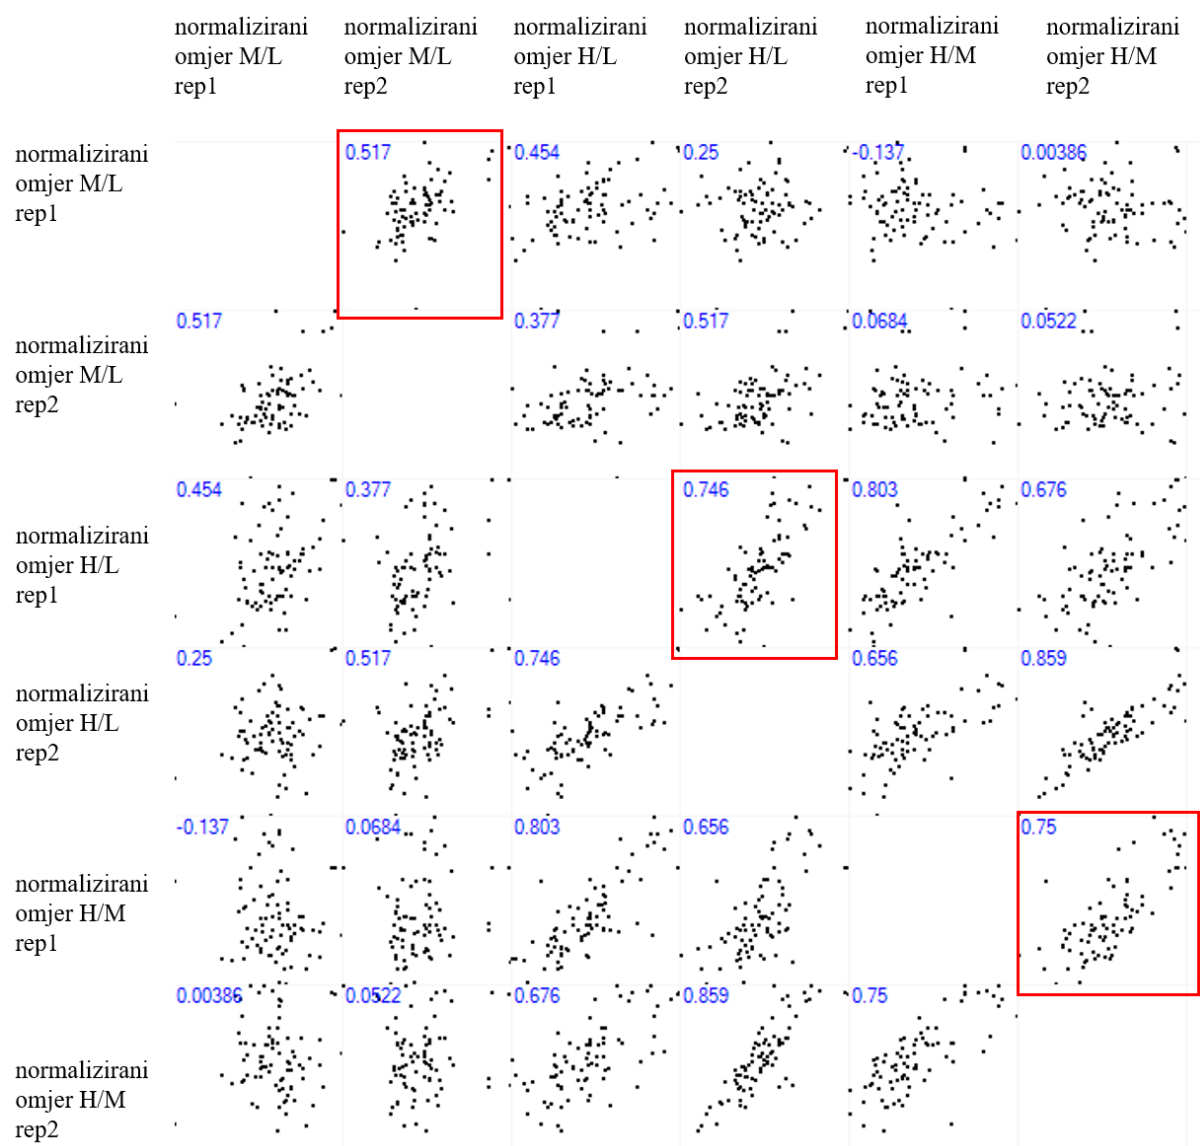 normalizirani
omjer M/L
rep1
normalizirani
omjer M/L
rep2
normalizirani
omjer H/L
rep1
normalizirani
omjer H/L
rep2
normalizirani
omjer H/M
rep1
normalizirani
omjer H/M
rep2
normalizirani
omjer M/L
rep1
0.517
0.454
0.25
-0.137
0.00386
normalizirani
omjer M/L
rep2
0.517
0.377
0.517
0.0684
0.0522
normalizirani
omjer H/L
rep1
0.454
0.377
0.746
0.803
0.676
normalizirani
omjer H/L
rep2
0.25
0.517
0.746
0.656
0.859
normalizirani
omjer H/M
rep1
-0.137
0.0684
0.803
0.656
0.75
normalizirani
omjer H/M
rep2
0.00386
0.0522
0.676
0.859
0.75